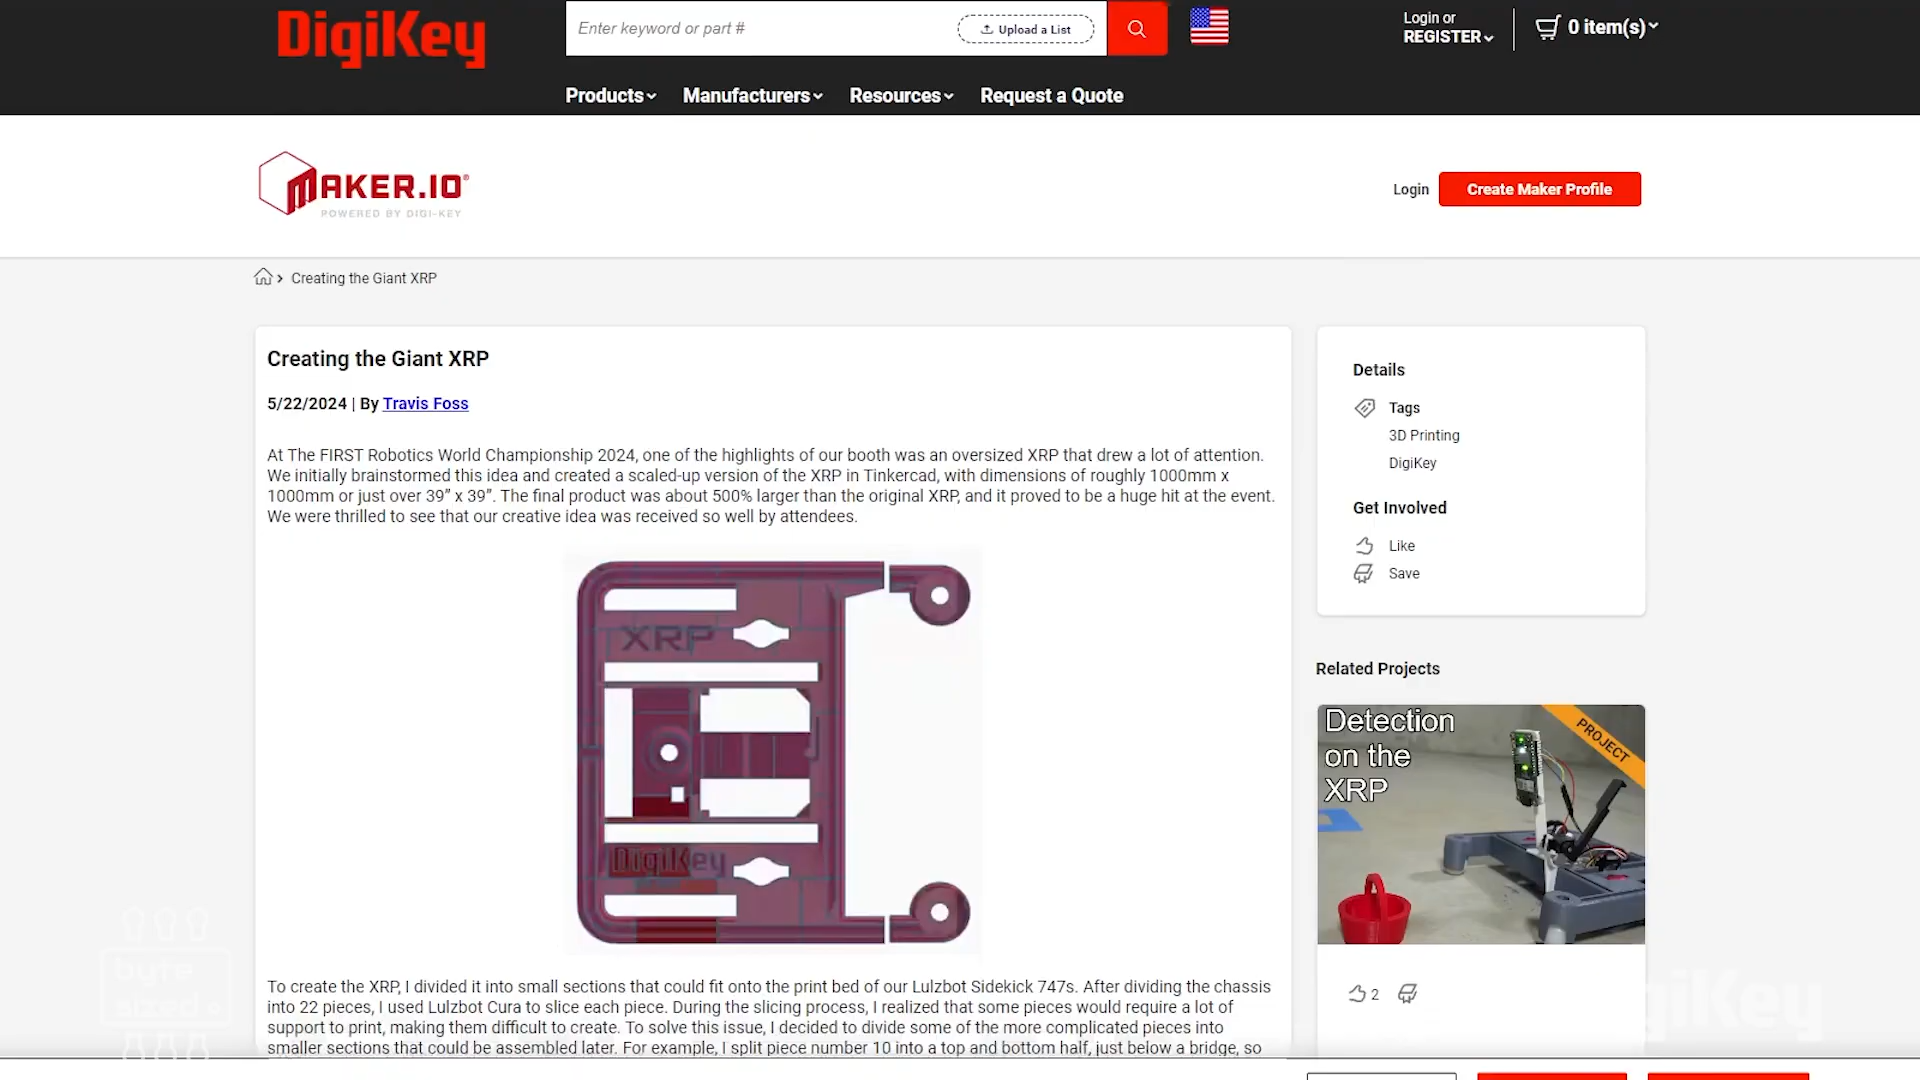 DigiKey
Enter keyword or part #
Upload a List
Login or
REGISTER
0 item(s)
Products
Manufacturers
Resources
Request a Quote
MAKER.IO®
POWERED BY DIGI-KEY
Login
Create Maker Profile
Creating the Giant XRP
Creating the Giant XRP
5/22/2024 | By Travis Foss
At The FIRST Robotics World Championship 2024, one of the highlights of our booth was an oversized XRP that drew a lot of attention.
We initially brainstormed this idea and created a scaled-up version of the XRP in Tinkercad, with dimensions of roughly 1000mm x
1000mm or just over 39” x 39”. The final product was about 500% larger than the original XRP, and it proved to be a huge hit at the event.
We were thrilled to see that our creative idea was received so well by attendees.
XRP
DigiKey
To create the XRP, I divided it into small sections that could fit onto the print bed of our Lulzbot Sidekick 747s. After dividing the chassis
into 22 pieces, I used Lulzbot Cura to slice each piece. During the slicing process, I realized that some pieces would require a lot of
support to print, making them difficult to create. To solve this issue, I decided to divide some of the more complicated pieces into
smaller sections that could be assembled later. For example, I split piece number 10 into a top and bottom half, just below a bridge, so
Details
Tags
3D Printing
DigiKey
Get Involved
Like
Save
Related Projects
Detection
on the
XRP
PROJECT
2
byte
sized
DigiKey